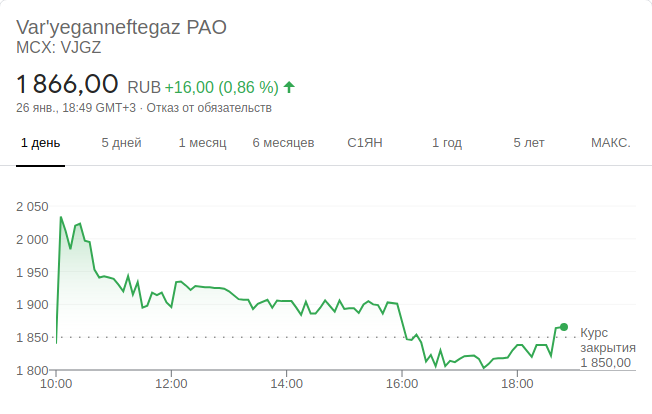 Var'yeganneftegaz PAO
MCX: VJGZ
1 866,00 RUB +16,00 (0,86 %)
26 янв., 18:49 GMT+3 · Отказ от обязательств
1 день 5 дней 1 месяц 6 месяцев С1ЯН 1 год 5 лет МАКС.
2 050
2 000
1 950
1 900
1 850
1 800
Курс
закрытия
1 850,00
10:00 12:00 14:00 16:00 18:00